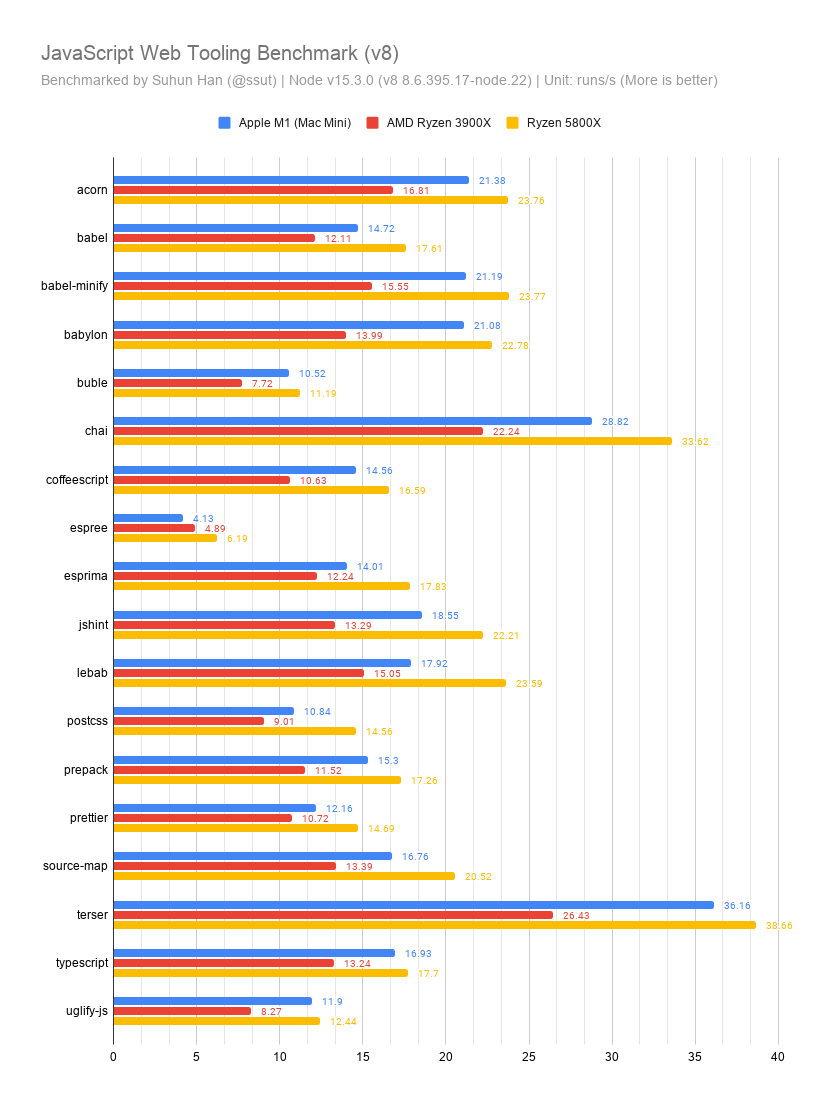 JavaScript Web Tooling Benchmark (v8)
Benchmarked by Suhun Han (@ssut) | Node v15.3.0 (v8 8.6.395.17-node.22) | Unit: runs/s (More is better)
Apple M1 (Mac Mini) AMD Ryzen 3900X Ryzen 5800X
21.38
acorn 16.81
23.76
14.72
babel 12.11
17.61
21.19
babel-minify 15.55
23.77
21.08
babylon 13.99
22.78
10.52
buble 7.72
11.19
28.82
chai 22.24
33.62
14.56
coffeescript 10.63
16.59
4.13
espree 4.89
6.19
14.01
esprima 12.24
17.83
18.55
jshint 13.29
22.21
17.92
lebab 15.05
23.59
10.84
postcss 9.01
14.56
15.3
prepack 11.52
17.26
12.16
prettier 10.72
14.69
16.76
source-map 13.39
20.52
36.16
terser 26.43
38.66
16.93
typescript 13.24
17.7
11.9
uglify-js 8.27
12.44
0 5 10 15 20 25 30 35 40